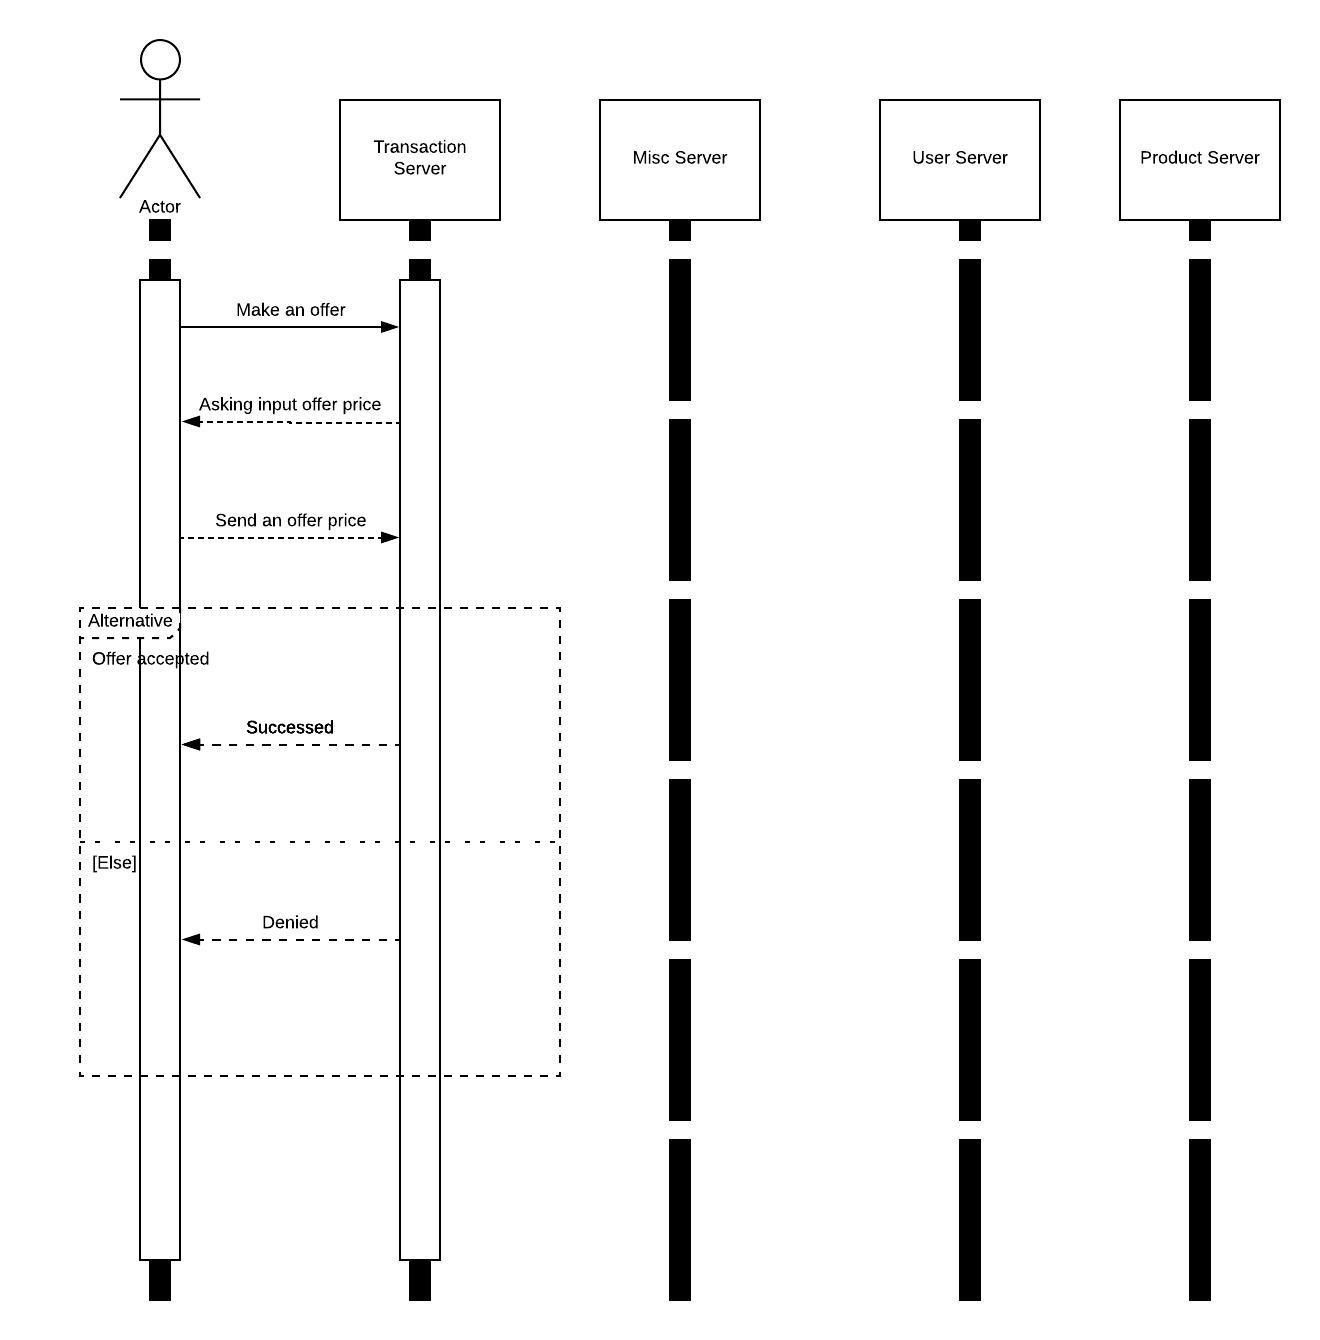 Actor
Transaction
Server
Misc Server
User Server
Product Server
Make an offer
Asking input offer price
Send an offer price
Alternative
Offer accepted
Successed
[Else]
Denied